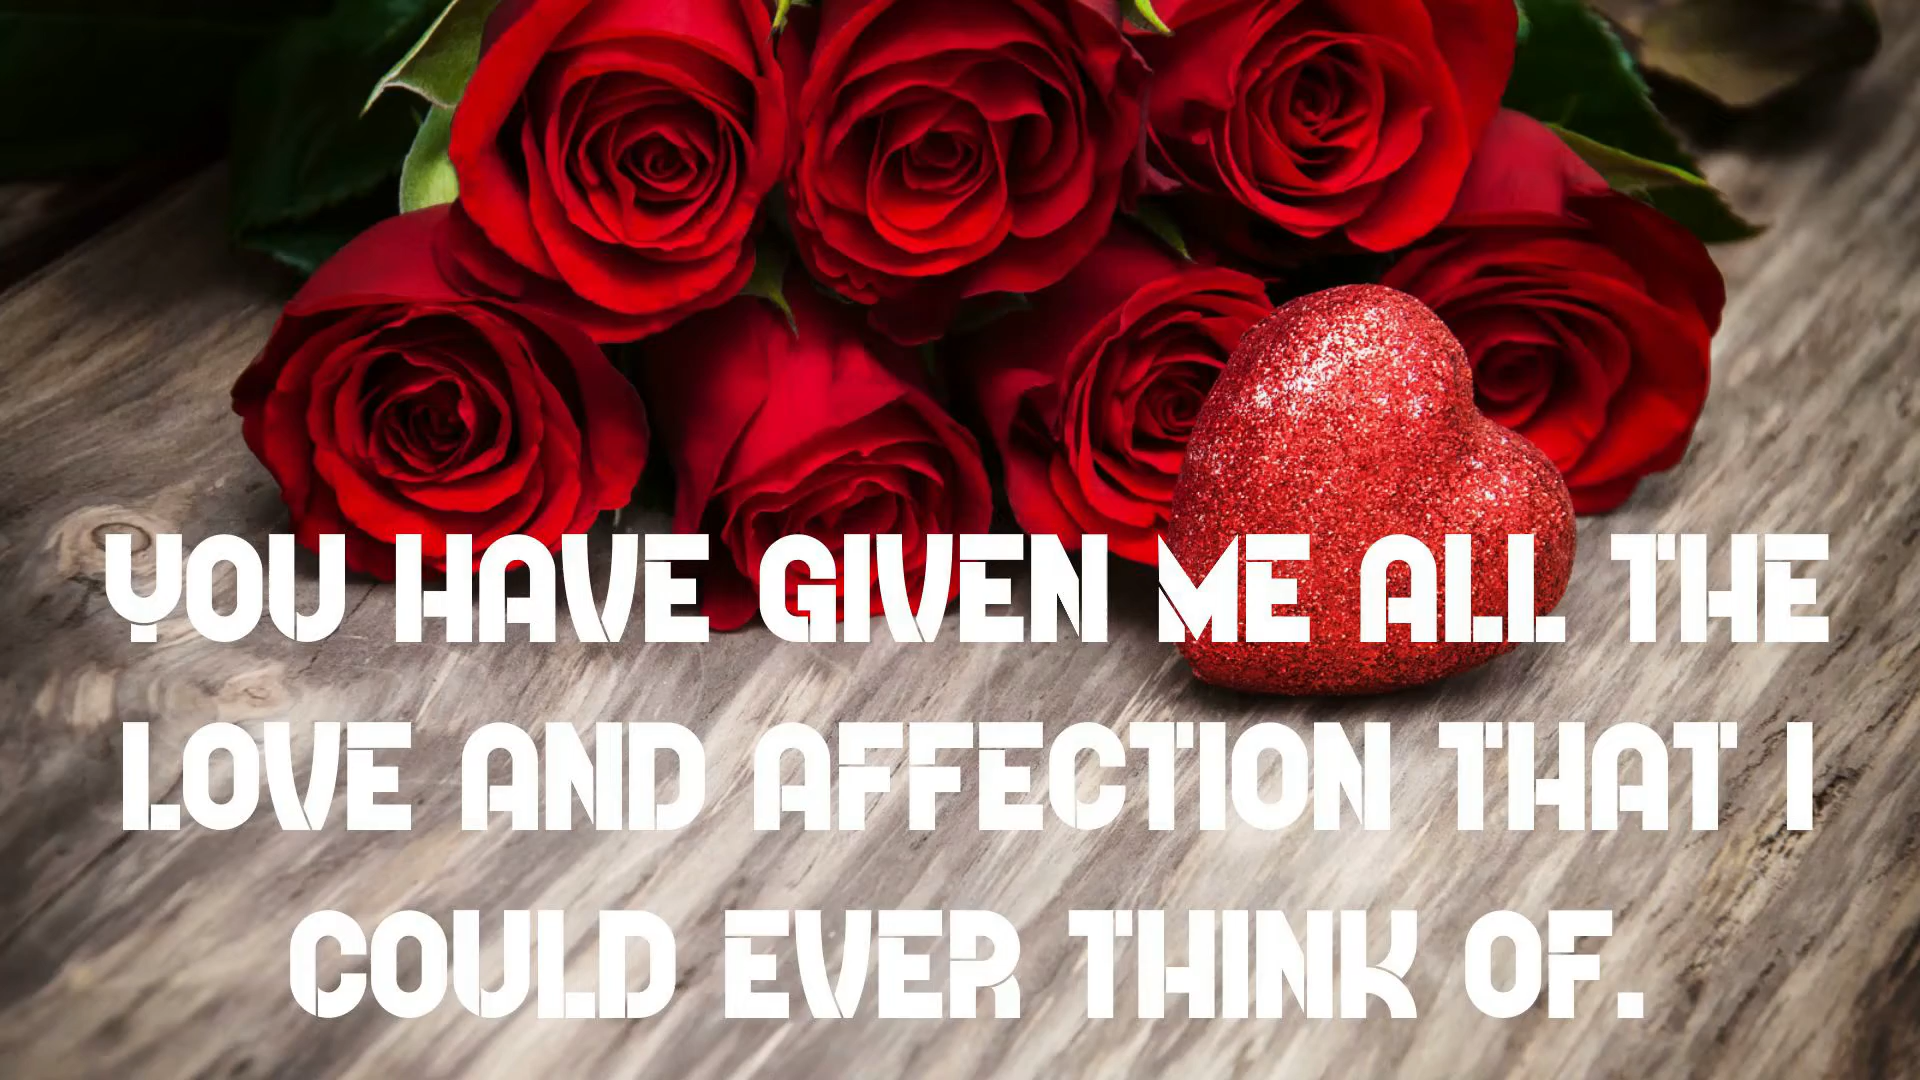 YOU HAVE GIVEN ME ALL THE
LOVE AND AFFECTION THAT I
COULD EVER THINK OF.